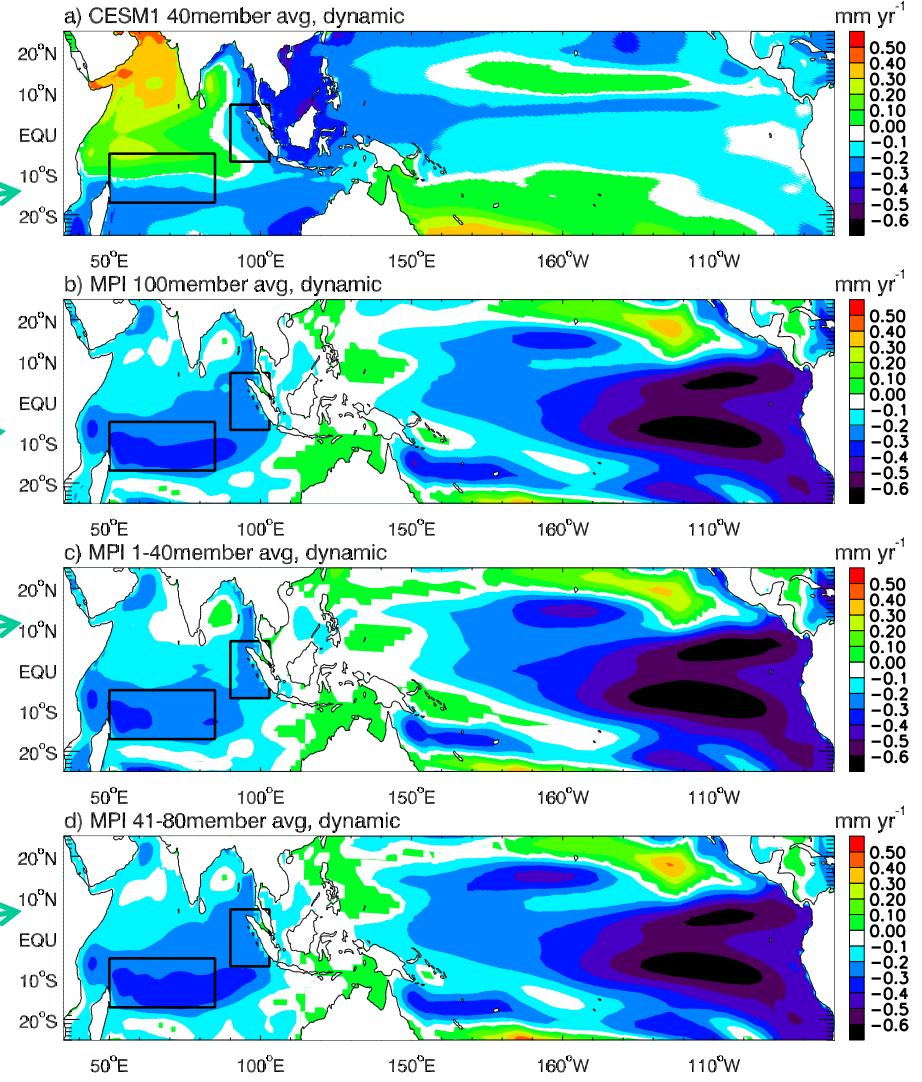 a) CESM1 40member avg, dynamic
mm yr⁻¹
20°N
10°N
EQU
10°S
20°S
0.50
0.40
0.30
0.20
0.10
0.00
−0.1
−0.2
−0.3
−0.4
−0.5
−0.6
50°E 100°E 150°E 160°W 110°W
b) MPI 100member avg, dynamic
mm yr⁻¹
20°N
10°N
EQU
10°S
20°S
0.50
0.40
0.30
0.20
0.10
0.00
−0.1
−0.2
−0.3
−0.4
−0.5
−0.6
50°E 100°E 150°E 160°W 110°W
c) MPI 1-40member avg, dynamic
mm yr⁻¹
20°N
10°N
EQU
10°S
20°S
0.50
0.40
0.30
0.20
0.10
0.00
−0.1
−0.2
−0.3
−0.4
−0.5
−0.6
50°E 100°E 150°E 160°W 110°W
d) MPI 41-80member avg, dynamic
mm yr⁻¹
20°N
10°N
EQU
10°S
20°S
0.50
0.40
0.30
0.20
0.10
0.00
−0.1
−0.2
−0.3
−0.4
−0.5
−0.6
50°E 100°E 150°E 160°W 110°W